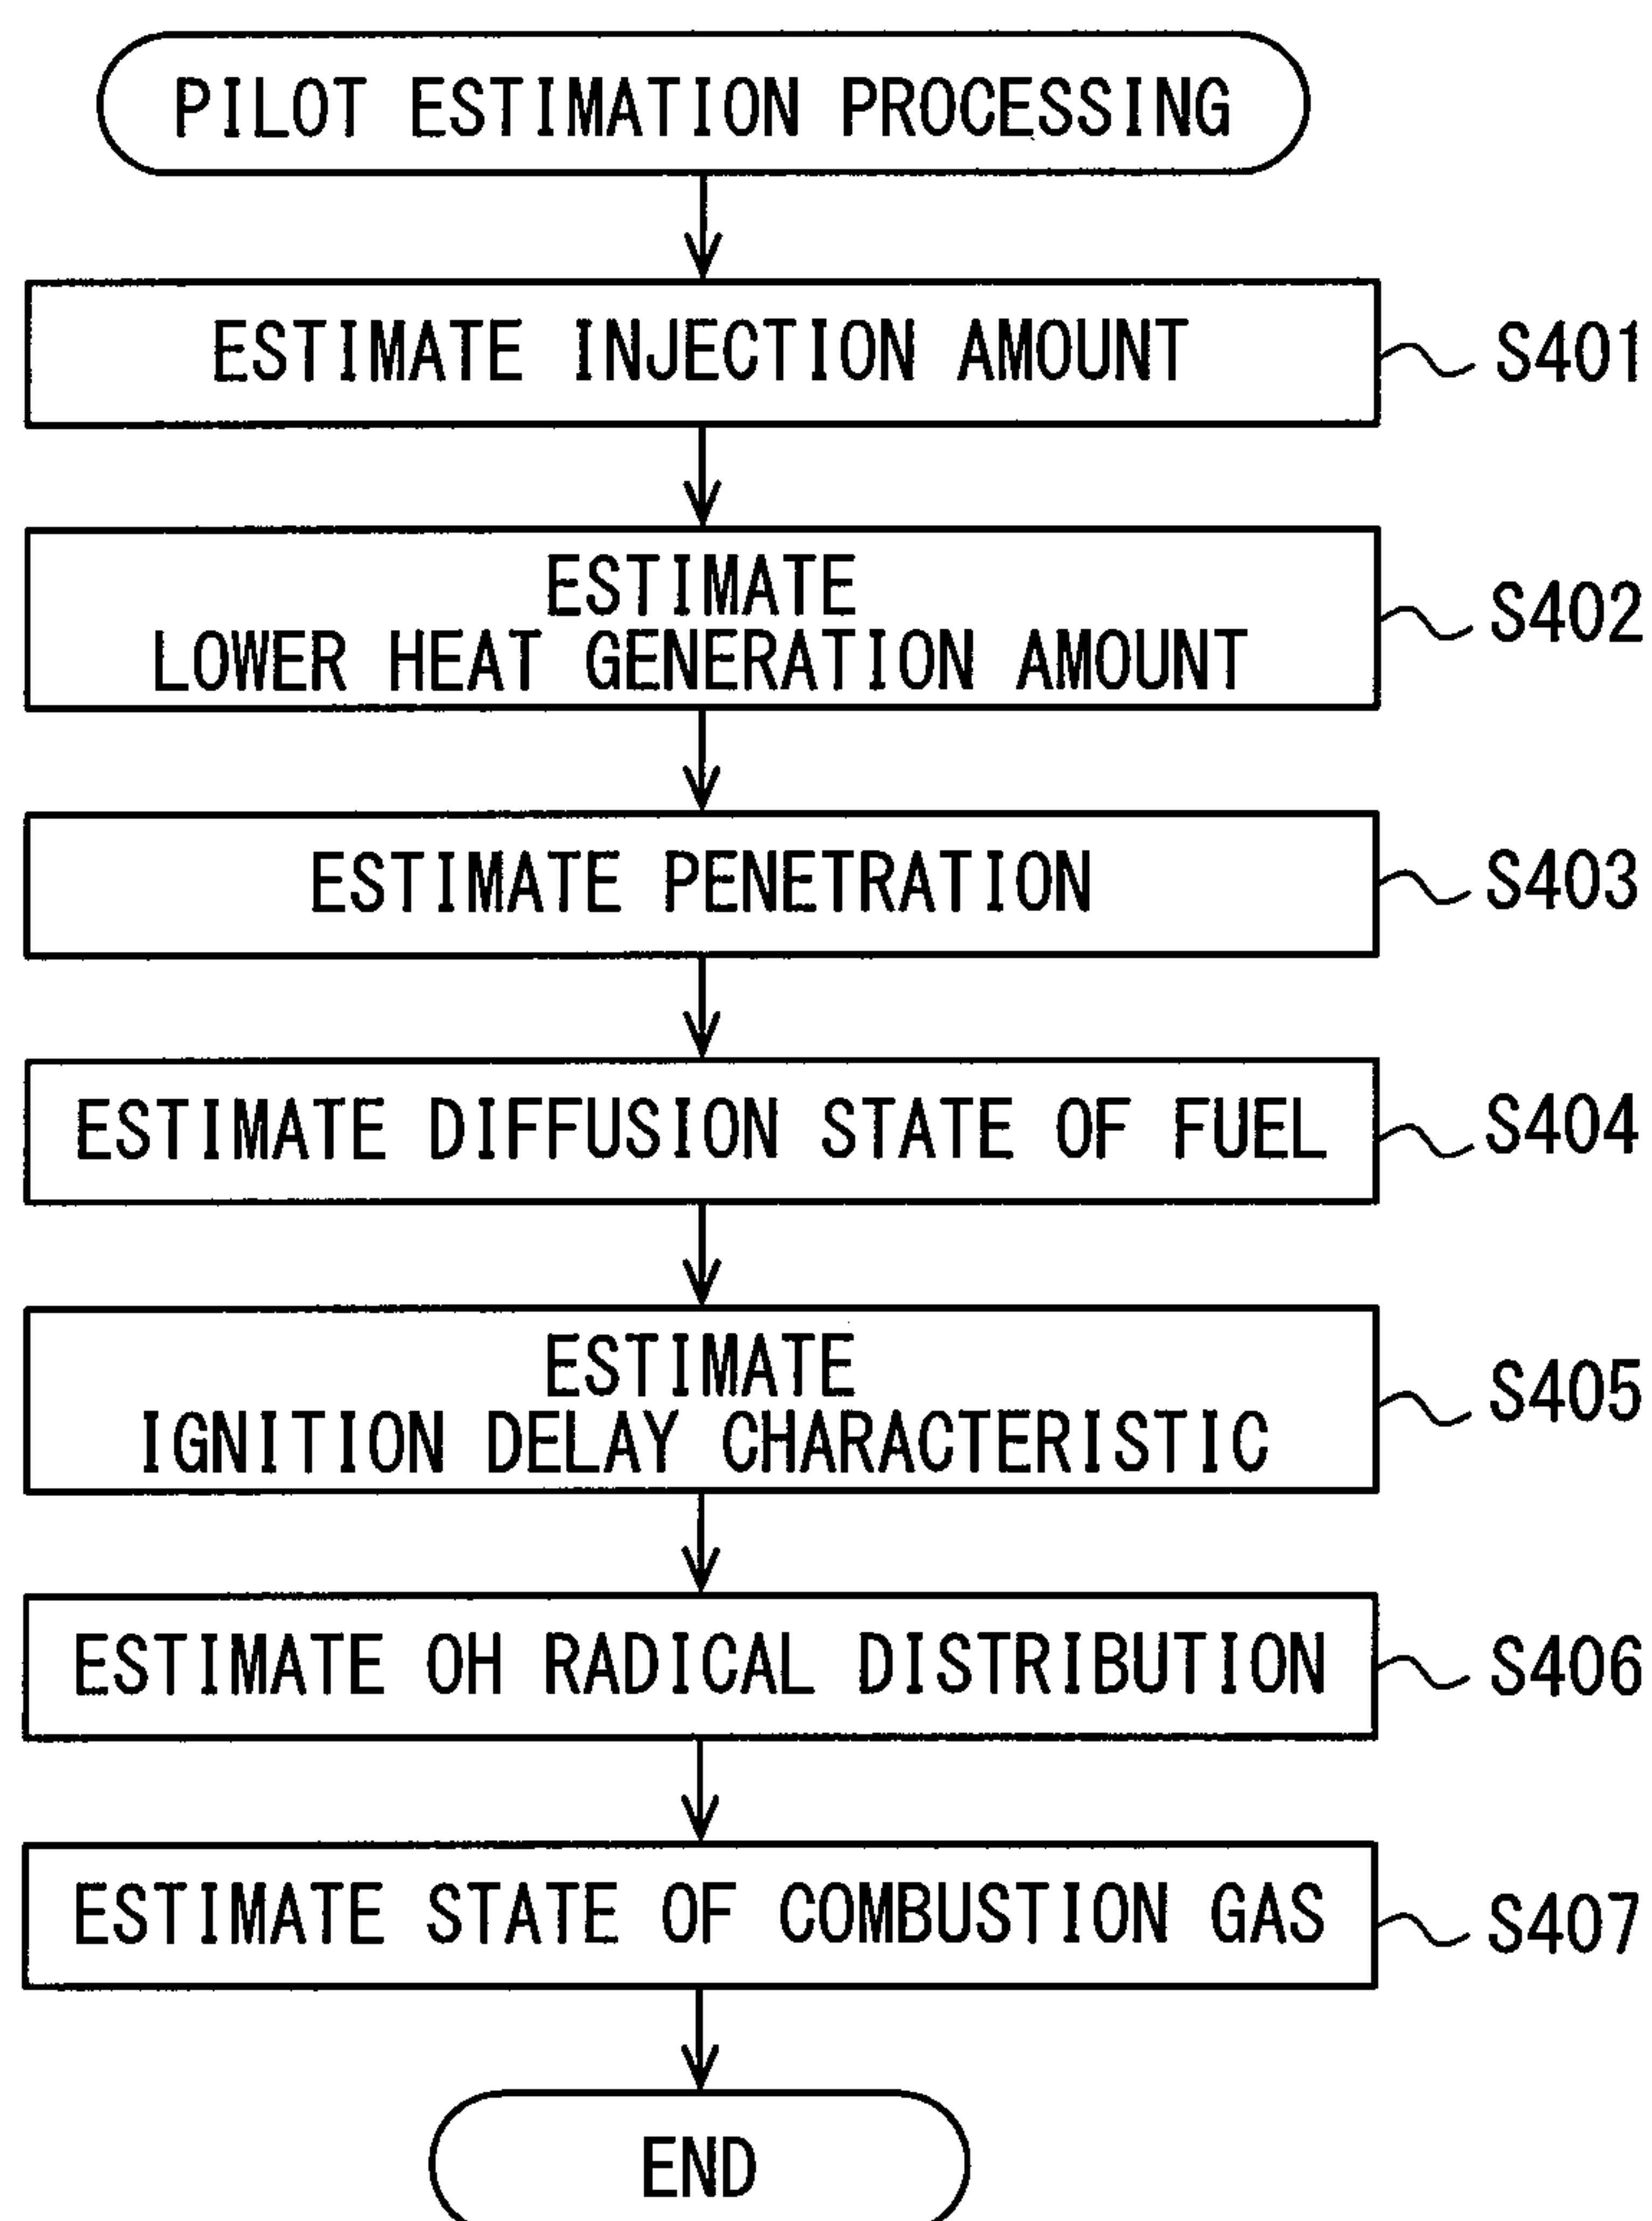 PILOT ESTIMATION PROCESSING
ESTIMATE INJECTION AMOUNT
S401
ESTIMATE
LOWER HEAT GENERATION AMOUNT
S402
ESTIMATE PENETRATION
S403
ESTIMATE DIFFUSION STATE OF FUEL
S404
ESTIMATE
IGNITION DELAY CHARACTERISTIC
S405
ESTIMATE OH RADICAL DISTRIBUTION
S406
ESTIMATE STATE OF COMBUSTION GAS
S407
END